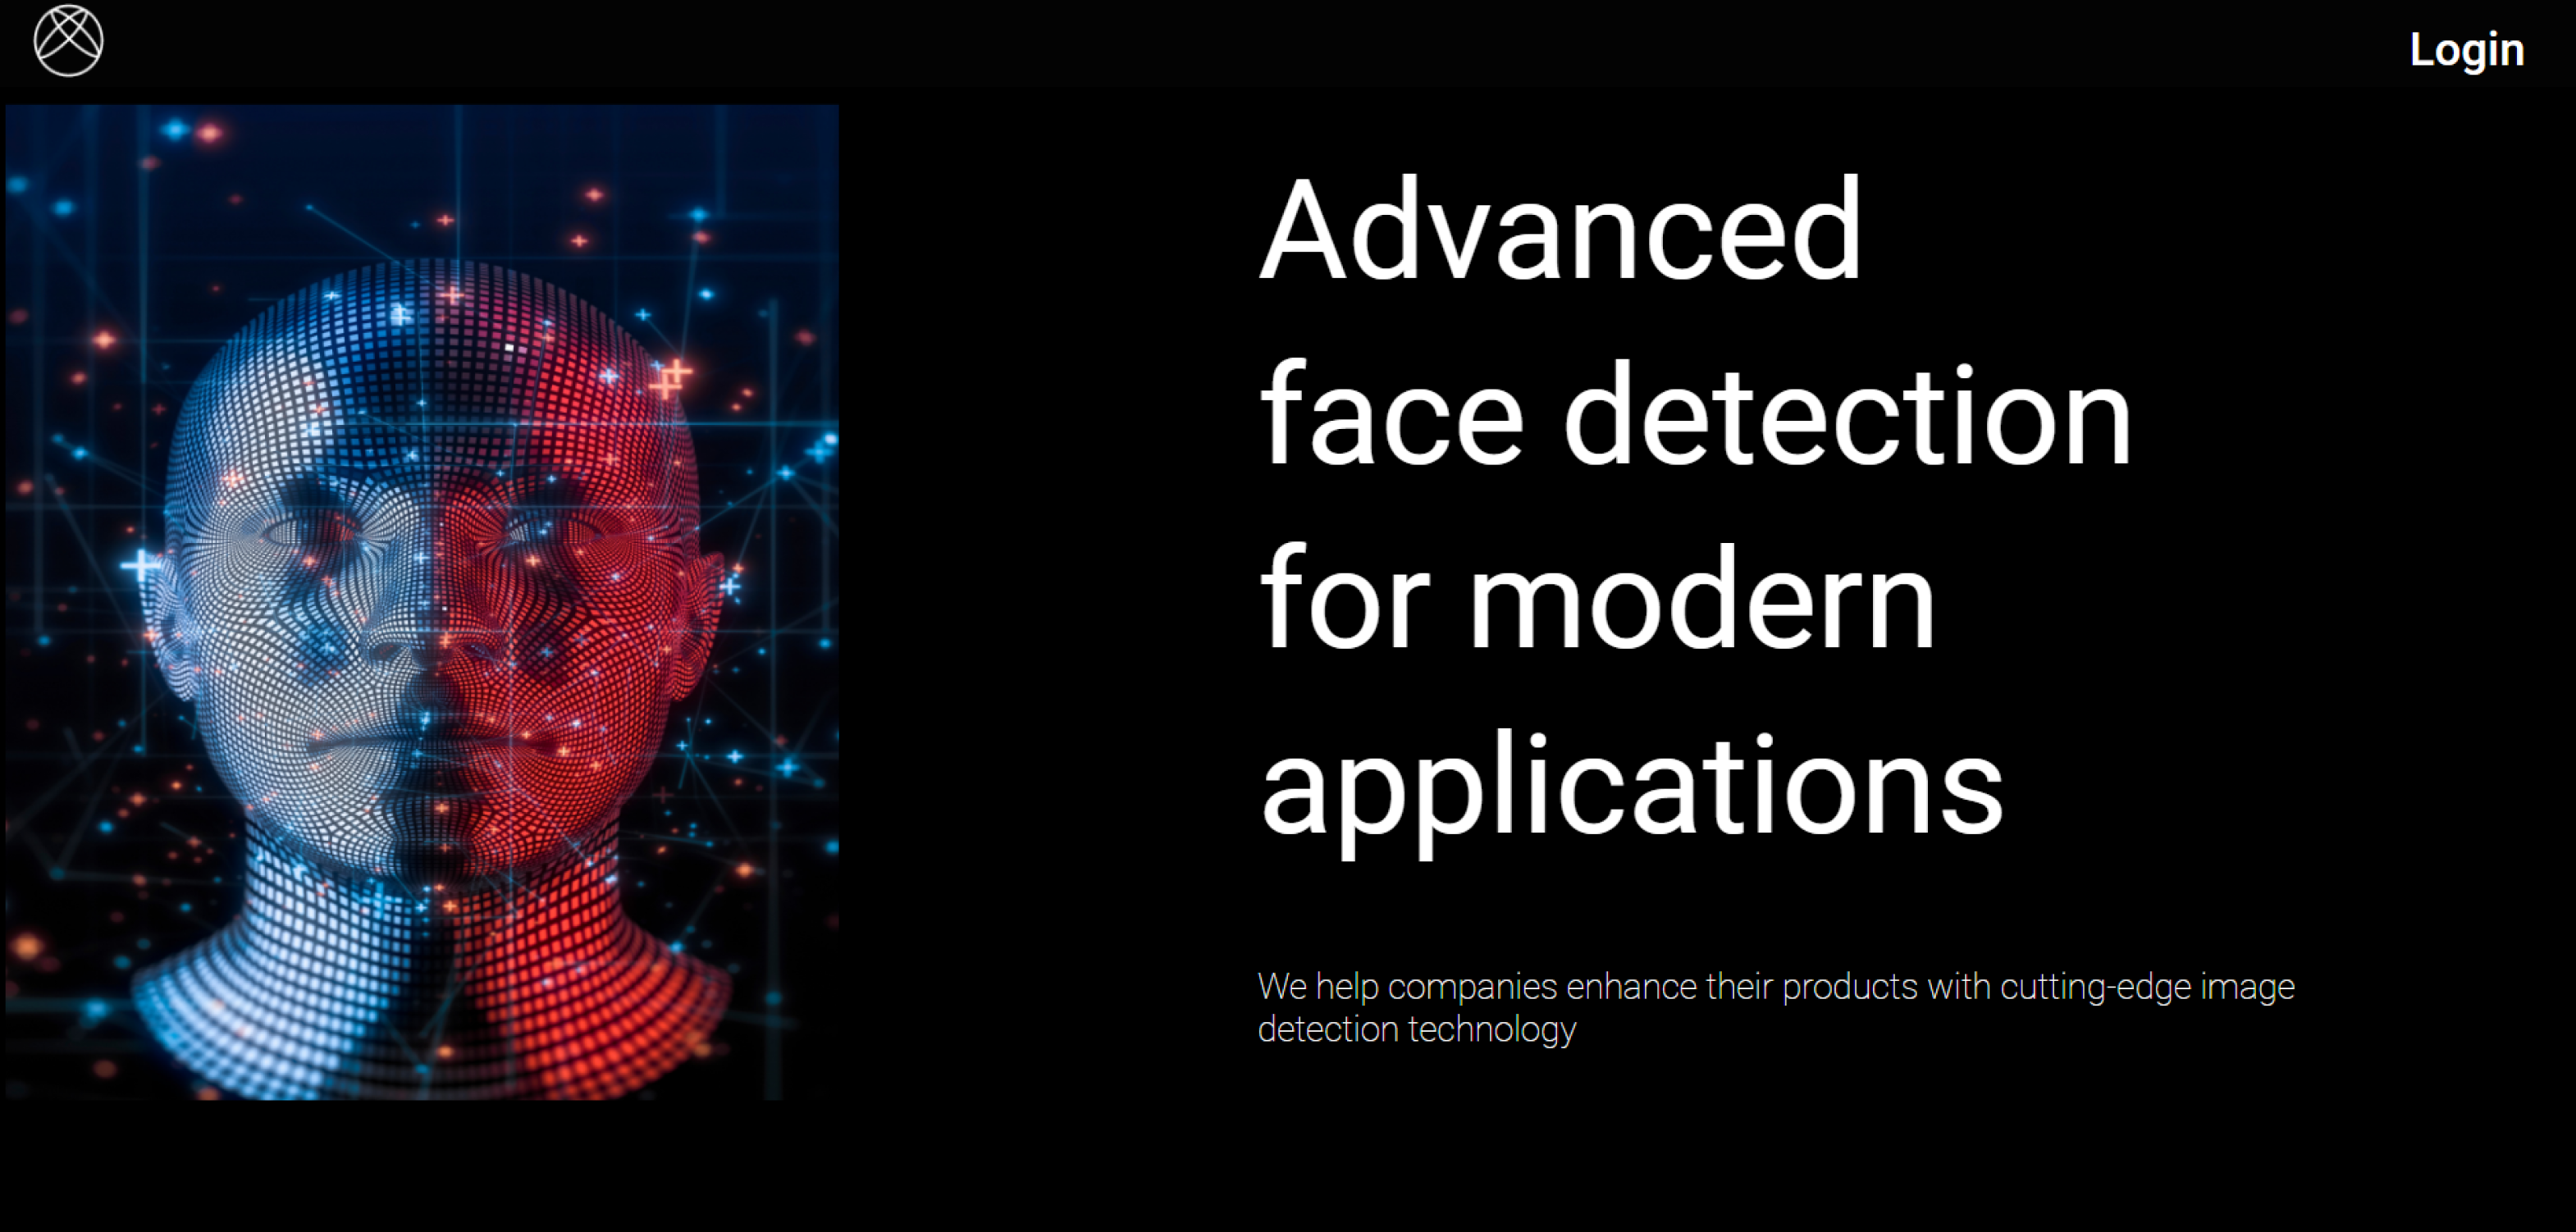 Login
Advanced
face detection
for modern
applications
We help companies enhance their products with cutting-edge image
detection technology